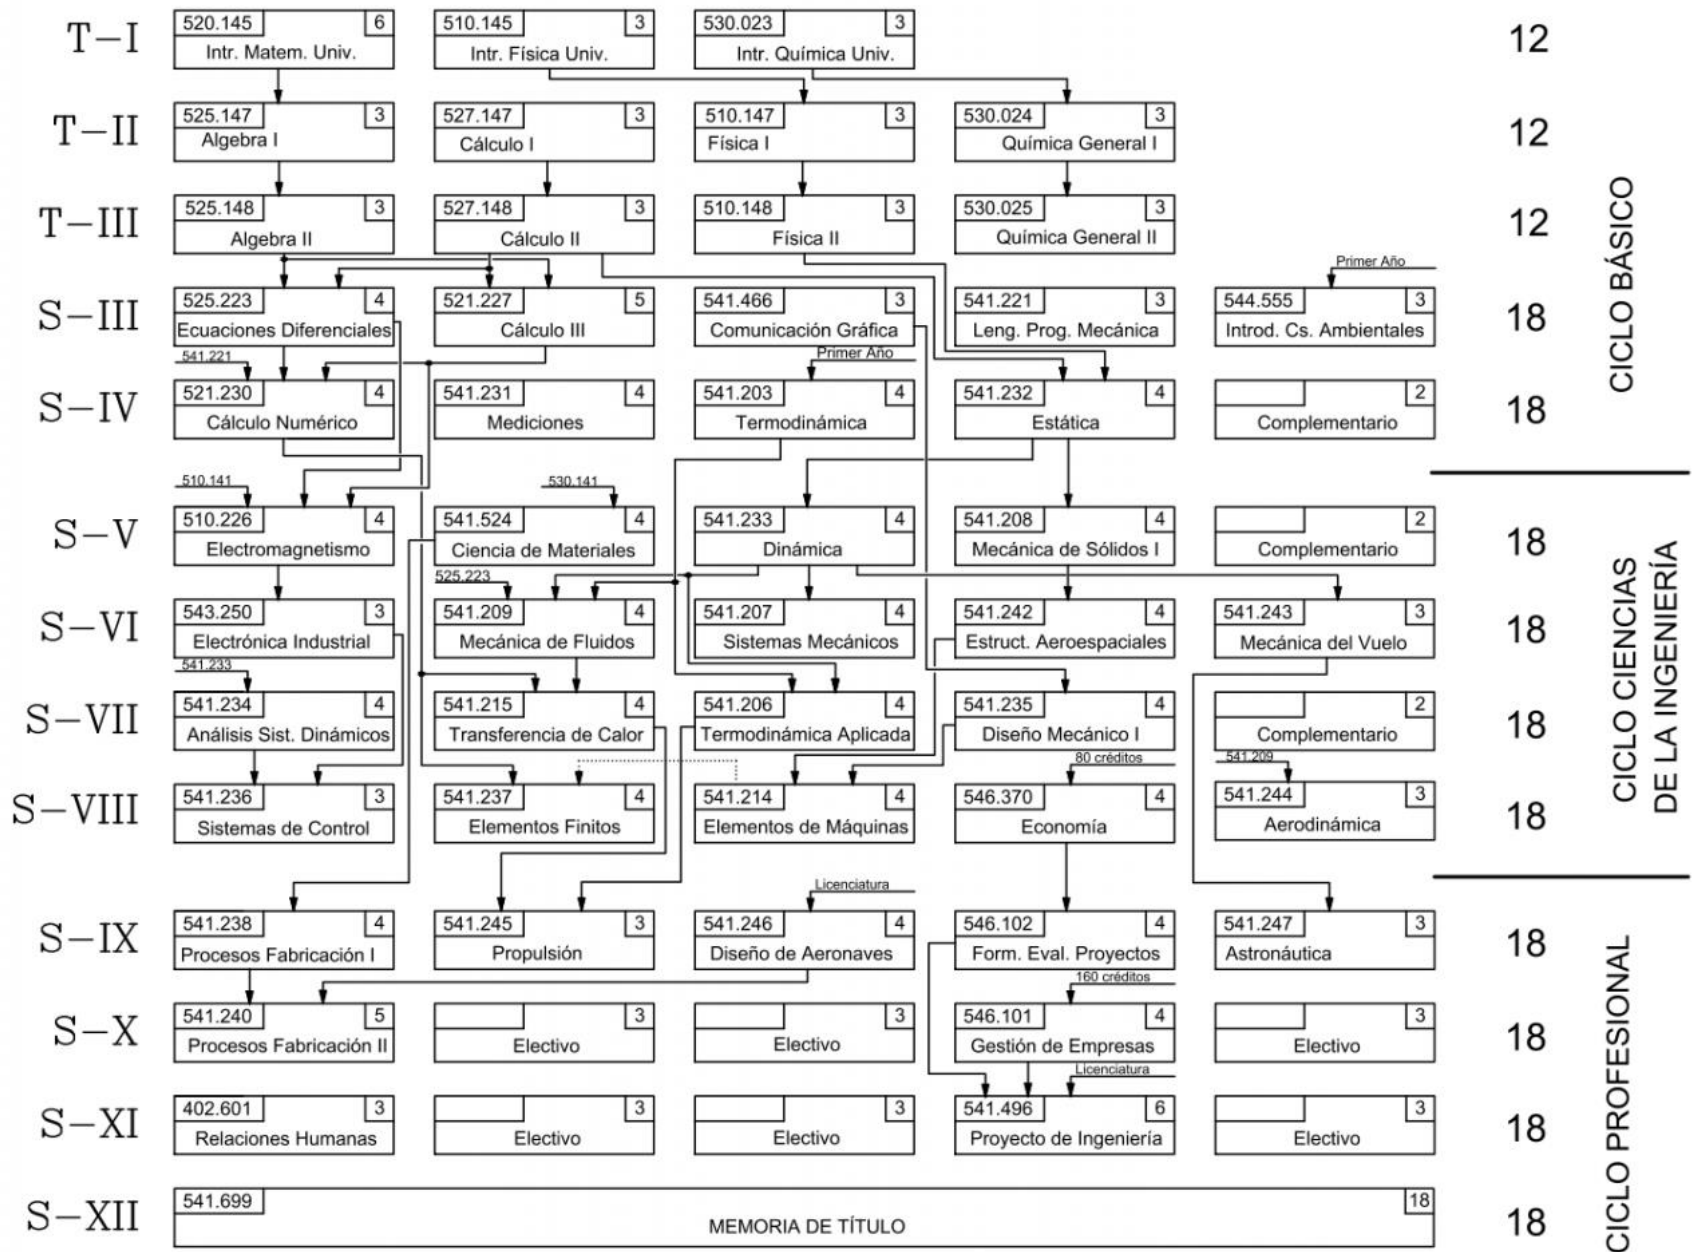 T-I
520.145 6
Intr. Matem. Univ.
510.145 3
Intr. Física Univ.
530.023 3
Intr. Química Univ.
12
T-II
525.147 3
Algebra I
527.147 3
Cálculo I
510.147 3
Física I
530.024 3
Química General I
12
T-III
525.148 3
Algebra II
527.148 3
Cálculo II
510.148 3
Física II
530.025 3
Química General II
12
Primer Año
S-III
525.223 4
Ecuaciones Diferenciales
521.227 5
Cálculo III
541.466 3
Comunicación Gráfica
541.221 3
Leng. Prog. Mecánica
544.555 3
Introd. Cs. Ambientales
18
541.221
Primer Año
S-IV
521.230 4
Cálculo Numérico
541.231 4
Mediciones
541.203 4
Termodinámica
541.232 4
Estática
2
Complementario
18
CICLO BÁSICO
510.141
530.141
S-V
510.226 4
Electromagnetismo
541.524 4
Ciencia de Materiales
541.233 4
Dinámica
541.208 4
Mecánica de Sólidos I
2
Complementario
18
525.223
S-VI
543.250 3
Electrónica Industrial
541.209 4
Mecánica de Fluidos
541.207 4
Sistemas Mecánicos
541.242 4
Estruct. Aeroespaciales
541.243 3
Mecánica del Vuelo
18
541.233
S-VII
541.234 4
Análisis Sist. Dinámicos
541.215 4
Transferencia de Calor
541.206 4
Termodinámica Aplicada
541.235 4
Diseño Mecánico I
2
Complementario
18
80 créditos
541.209
S-VIII
541.236 3
Sistemas de Control
541.237 4
Elementos Finitos
541.214 4
Elementos de Máquinas
546.370 4
Economía
541.244 3
Aerodinámica
18
CICLO CIENCIAS
DE LA INGENIERÍA
Licenciatura
S-IX
541.238 4
Procesos Fabricación I
541.245 3
Propulsión
541.246 4
Diseño de Aeronaves
546.102 4
Form. Eval. Proyectos
541.247 3
Astronáutica
18
160 créditos
S-X
541.240 5
Procesos Fabricación II
3
Electivo
3
Electivo
546.101 4
Gestión de Empresas
3
Electivo
18
Licenciatura
S-XI
402.601 3
Relaciones Humanas
3
Electivo
3
Electivo
541.496 6
Proyecto de Ingeniería
3
Electivo
18
S-XII
541.699 18
MEMORIA DE TÍTULO
18
CICLO PROFESIONAL